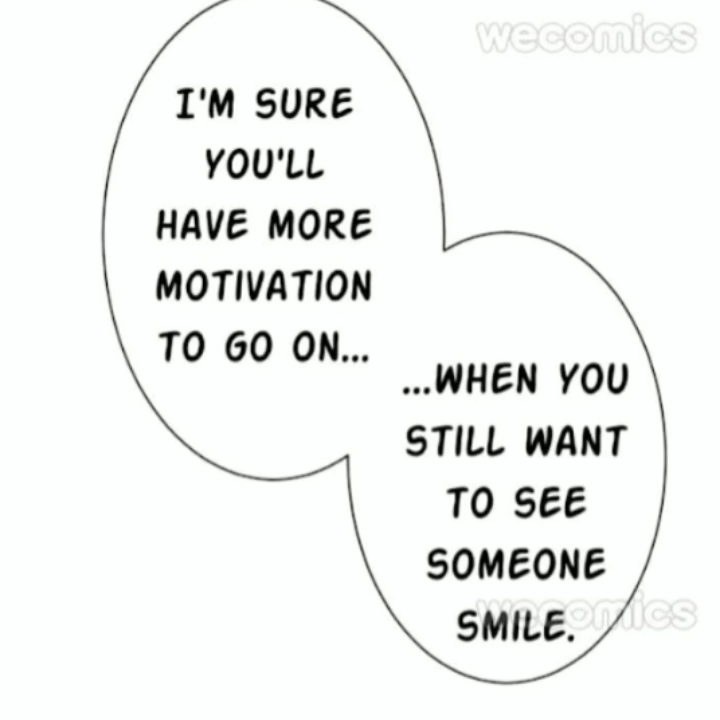 wecomics
I'M SURE
YOU'LL
HAVE MORE
MOTIVATION
TO GO ON...
...WHEN YOU
STILL WANT
TO SEE
SOMEONE
SMILE.
wecomics